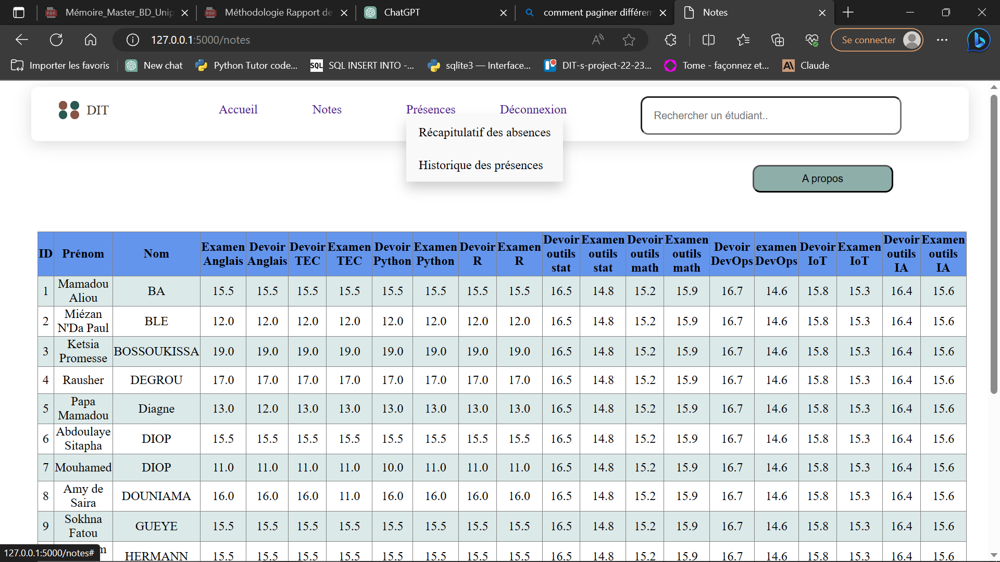 Mémoire_Master_BD_Unip
Méthodologie Rapport de
ChatGPT
comment paginer différem
Notes
127.0.0.1:5000/notes
Se connecter
Importer les favoris
New chat
Python Tutor code...
SQL INSERT INTO -...
sqlite3 — Interface...
DIT-s-project-22-23...
Tome - façonnez et...
Claude
DIT
Accueil
Notes
Présences
Déconnexion
Rechercher un étudiant..
Récapitulatif des absences
Historique des présences
A propos
ID Prénom Nom Examen Anglais Devoir Anglais Devoir TEC Examen TEC Devoir Python Examen Python Devoir R Examen R Devoir outils stat Examen outils stat Devoir outils math Examen outils math Devoir DevOps examen DevOps Devoir IoT Examen IoT Devoir outils IA Examen outils IA
1 Mamadou Aliou BA 15.5 15.5 15.5 15.5 15.5 15.5 15.5 15.5 16.5 14.8 15.2 15.9 16.7 14.6 15.8 15.3 16.4 15.6
2 Miézan N'Da Paul BLE 12.0 12.0 12.0 12.0 12.0 12.0 12.0 12.0 16.5 14.8 15.2 15.9 16.7 14.6 15.8 15.3 16.4 15.6
3 Ketsia Promesse BOSSOUKISSA 19.0 19.0 19.0 19.0 19.0 19.0 19.0 19.0 16.5 14.8 15.2 15.9 16.7 14.6 15.8 15.3 16.4 15.6
4 Rausher DEGROU 17.0 17.0 17.0 17.0 17.0 17.0 17.0 17.0 16.5 14.8 15.2 15.9 16.7 14.6 15.8 15.3 16.4 15.6
5 Papa Mamadou Diagne 13.0 12.0 13.0 13.0 13.0 13.0 13.0 13.0 16.5 14.8 15.2 15.9 16.7 14.6 15.8 15.3 16.4 15.6
6 Abdoulaye Sitapha DIOP 15.5 15.5 15.5 15.5 15.5 15.5 15.5 15.5 16.5 14.8 15.2 15.9 16.7 14.6 15.8 15.3 16.4 15.6
7 Mouhamed DIOP 11.0 11.0 11.0 11.0 10.0 11.0 11.0 11.0 16.5 14.8 15.2 15.9 16.7 14.6 15.8 15.3 16.4 15.6
8 Amy de Saira DOUNIAMA 16.0 16.0 16.0 11.0 16.0 16.0 16.0 16.0 16.5 14.8 15.2 15.9 16.7 14.6 15.8 15.3 16.4 15.6
9 Sokhna Fatou GUEYE 15.5 15.5 15.5 15.5 15.5 15.5 15.5 15.5 16.5 14.8 15.2 15.9 16.7 14.6 15.8 15.3 16.4 15.6
HERMANN 15.5 15.5 15.5 15.5 15.5 15.5 15.5 15.5 16.5 14.8 15.2 15.9 16.7 14.6 15.8 15.3 16.4 15.6
127.0.0.1:5000/notes#